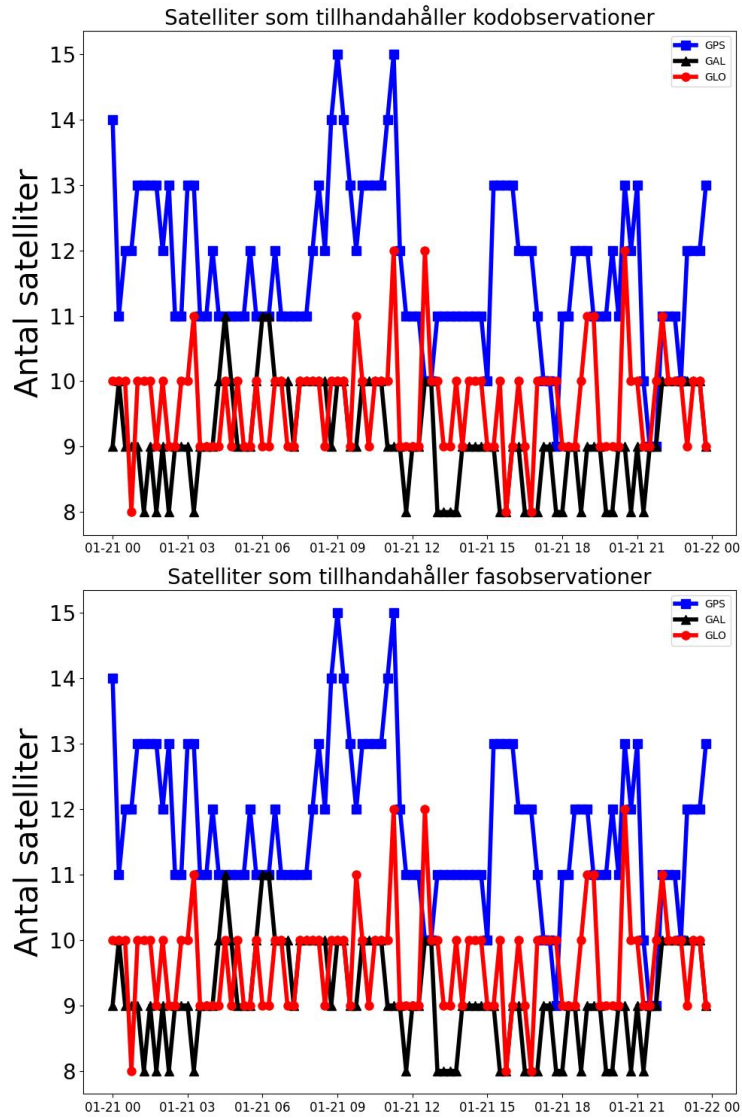 Satelliter som tillhandahåller kodobservationer
Antal satelliter
15
14
13
12
11
10
9
8
GPS
GAL
GLO
01-21 00 01-21 03 01-21 06 01-21 09 01-21 12 01-21 15 01-21 18 01-21 21 01-22 00
Satelliter som tillhandahåller fasobservationer
Antal satelliter
15
14
13
12
11
10
9
8
GPS
GAL
GLO
01-21 00 01-21 03 01-21 06 01-21 09 01-21 12 01-21 15 01-21 18 01-21 21 01-22 00